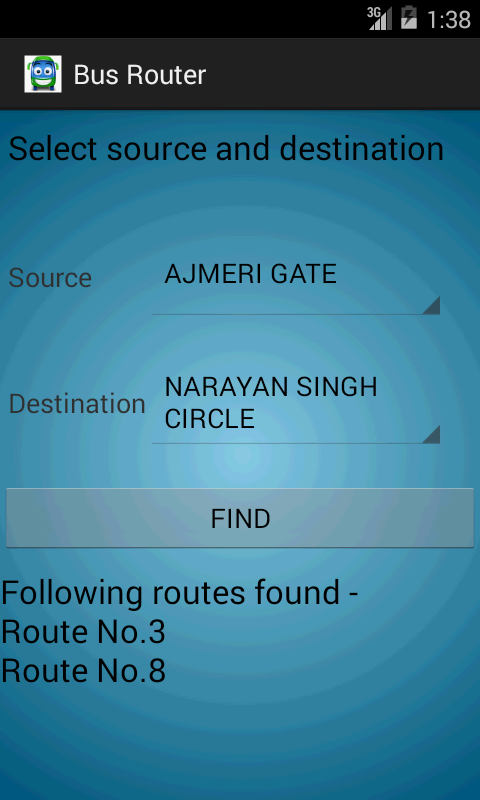 3G 1:38
Bus Router
Select source and destination
Source
AJMERI GATE
Destination
NARAYAN SINGH
CIRCLE
FIND
Following routes found -
Route No.3
Route No.8